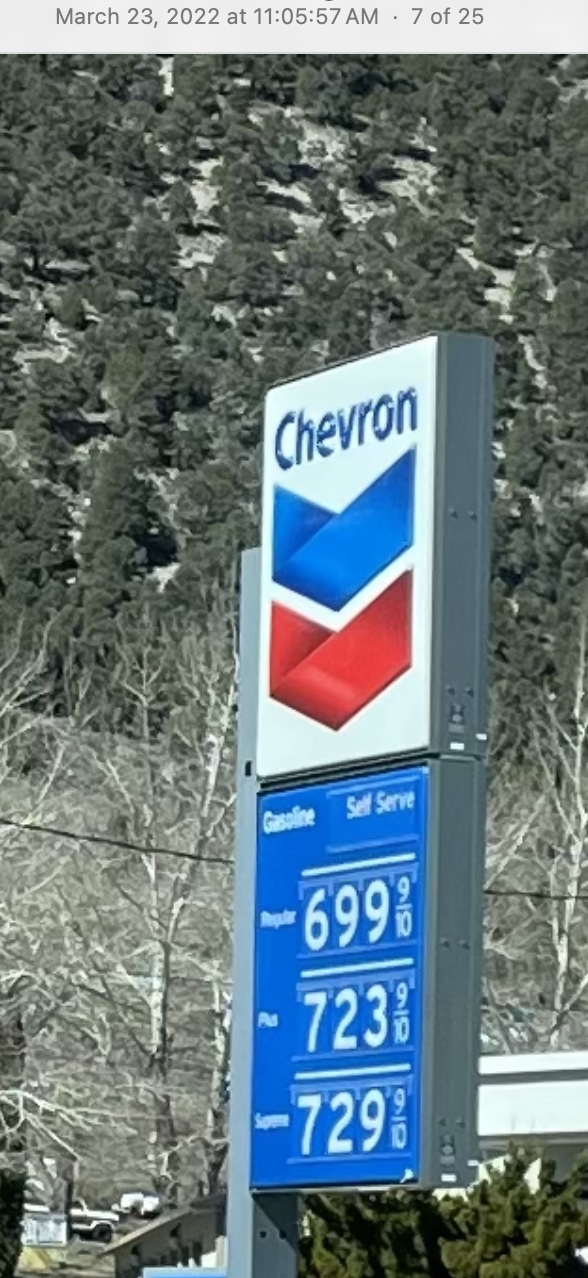 March 23, 2022 at 11:05:57 AM · 7 of 25
Chevron
Gasoline Self Serve
Regular 699 9/10
Plus 723 9/10
Supreme 729 9/10